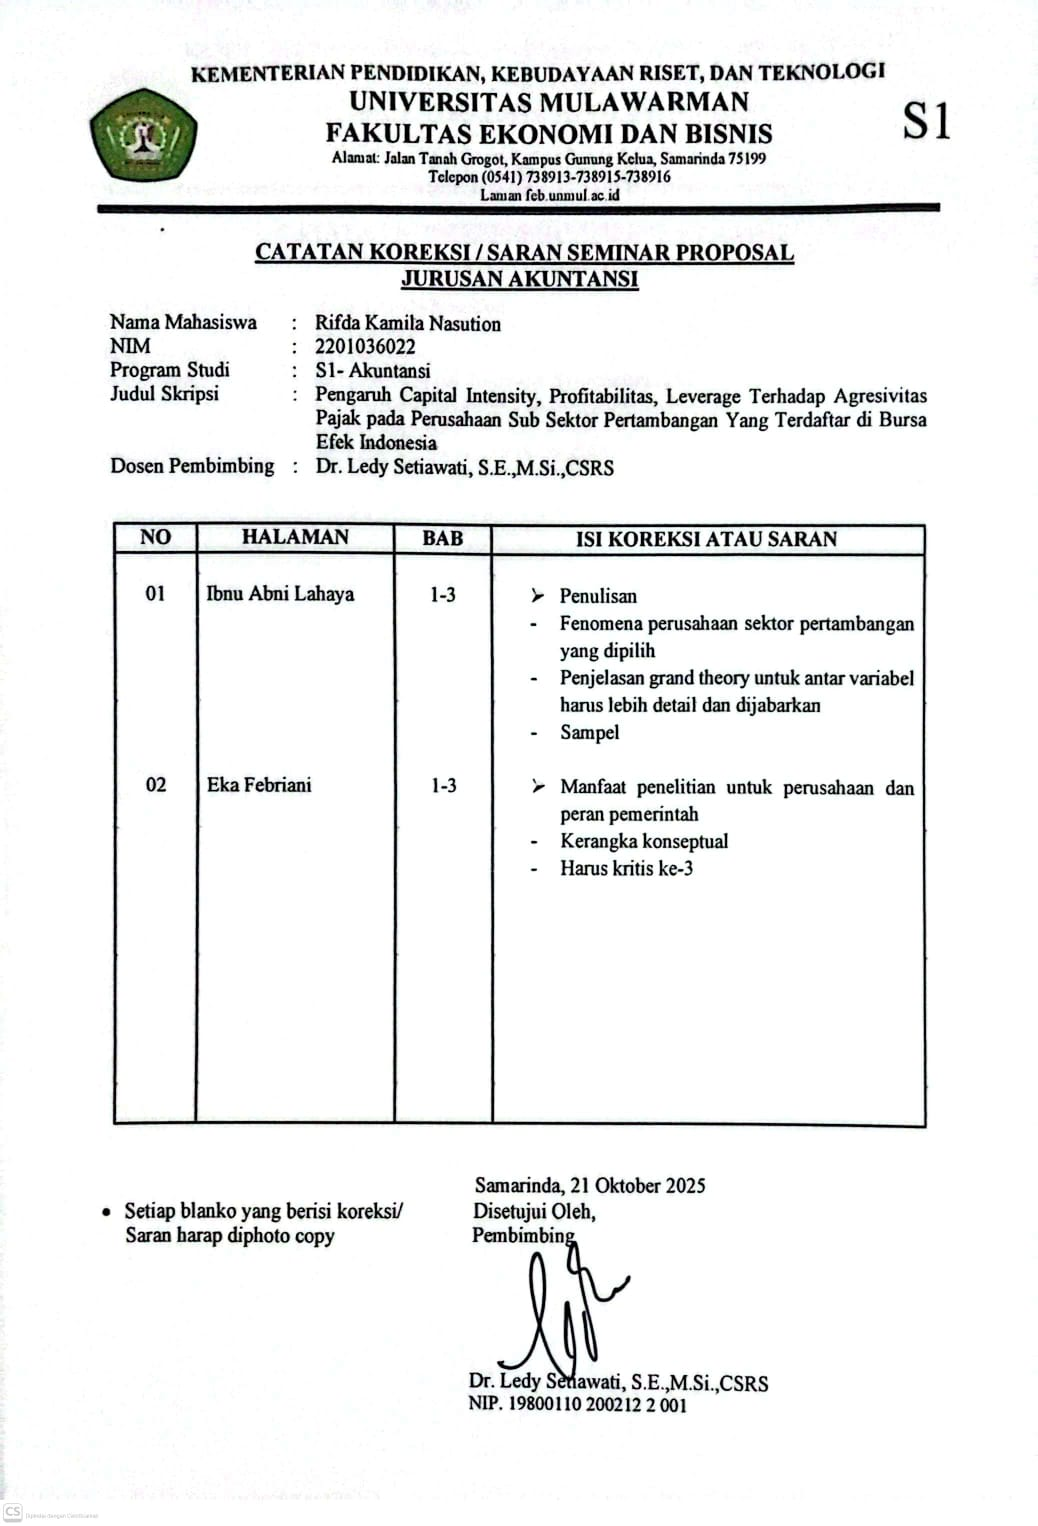 KEMENTERIAN PENDIDIKAN, KEBUDAYAAN RISET, DAN TEKNOLOGI
UNIVERSITAS MULAWARMAN
FAKULTAS EKONOMI DAN BISNIS
S1
Alamat: Jalan Tanah Grogot, Kampus Gunung Kelua, Samarinda 75199
Telepon (0541) 738913-738915-738916
Laman feb.unmul.ac.id
CATATAN KOREKSI / SARAN SEMINAR PROPOSAL
JURUSAN AKUNTANSI
Nama Mahasiswa : Rifda Kamila Nasution
NIM : 2201036022
Program Studi : S1- Akuntansi
Judul Skripsi : Pengaruh Capital Intensity, Profitabilitas, Leverage Terhadap Agresivitas
Pajak pada Perusahaan Sub Sektor Pertambangan Yang Terdaftar di Bursa
Efek Indonesia
Dosen Pembimbing : Dr. Ledy Setiawati, S.E.,M.Si.,CSRS
NO HALAMAN BAB ISI KOREKSI ATAU SARAN
01 Ibnu Abni Lahaya 1-3 ➢ Penulisan
- Fenomena perusahaan sektor pertambangan
yang dipilih
- Penjelasan grand theory untuk antar variabel
harus lebih detail dan dijabarkan
- Sampel
02 Eka Febriani 1-3 ➢ Manfaat penelitian untuk perusahaan dan
peran pemerintah
- Kerangka konseptual
- Harus kritis ke-3
Samarinda, 21 Oktober 2025
• Setiap blanko yang berisi koreksi/ Disetujui Oleh,
Saran harap diphoto copy Pembimbing
Dr. Ledy Setiawati, S.E.,M.Si.,CSRS
NIP. 19800110 200212 2 001
CS Dipindai dengan CamScanner